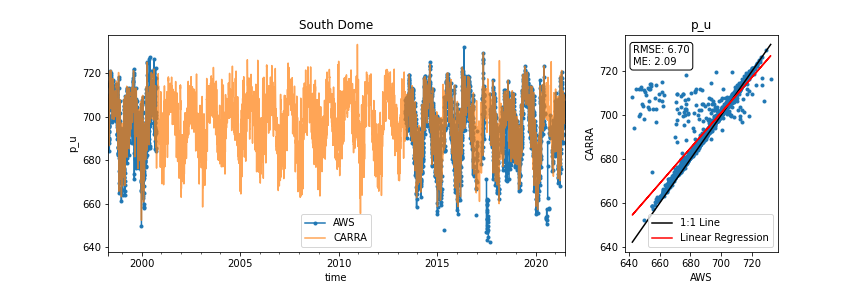 South Dome
p_u
720
700
680
660
640
2000
2005
2010
2015
2020
time
AWS
CARRA
p_u
CARRA
720
700
680
660
640
RMSE: 6.70
ME: 2.09
1:1 Line
Linear Regression
640
660
680
700
720
AWS